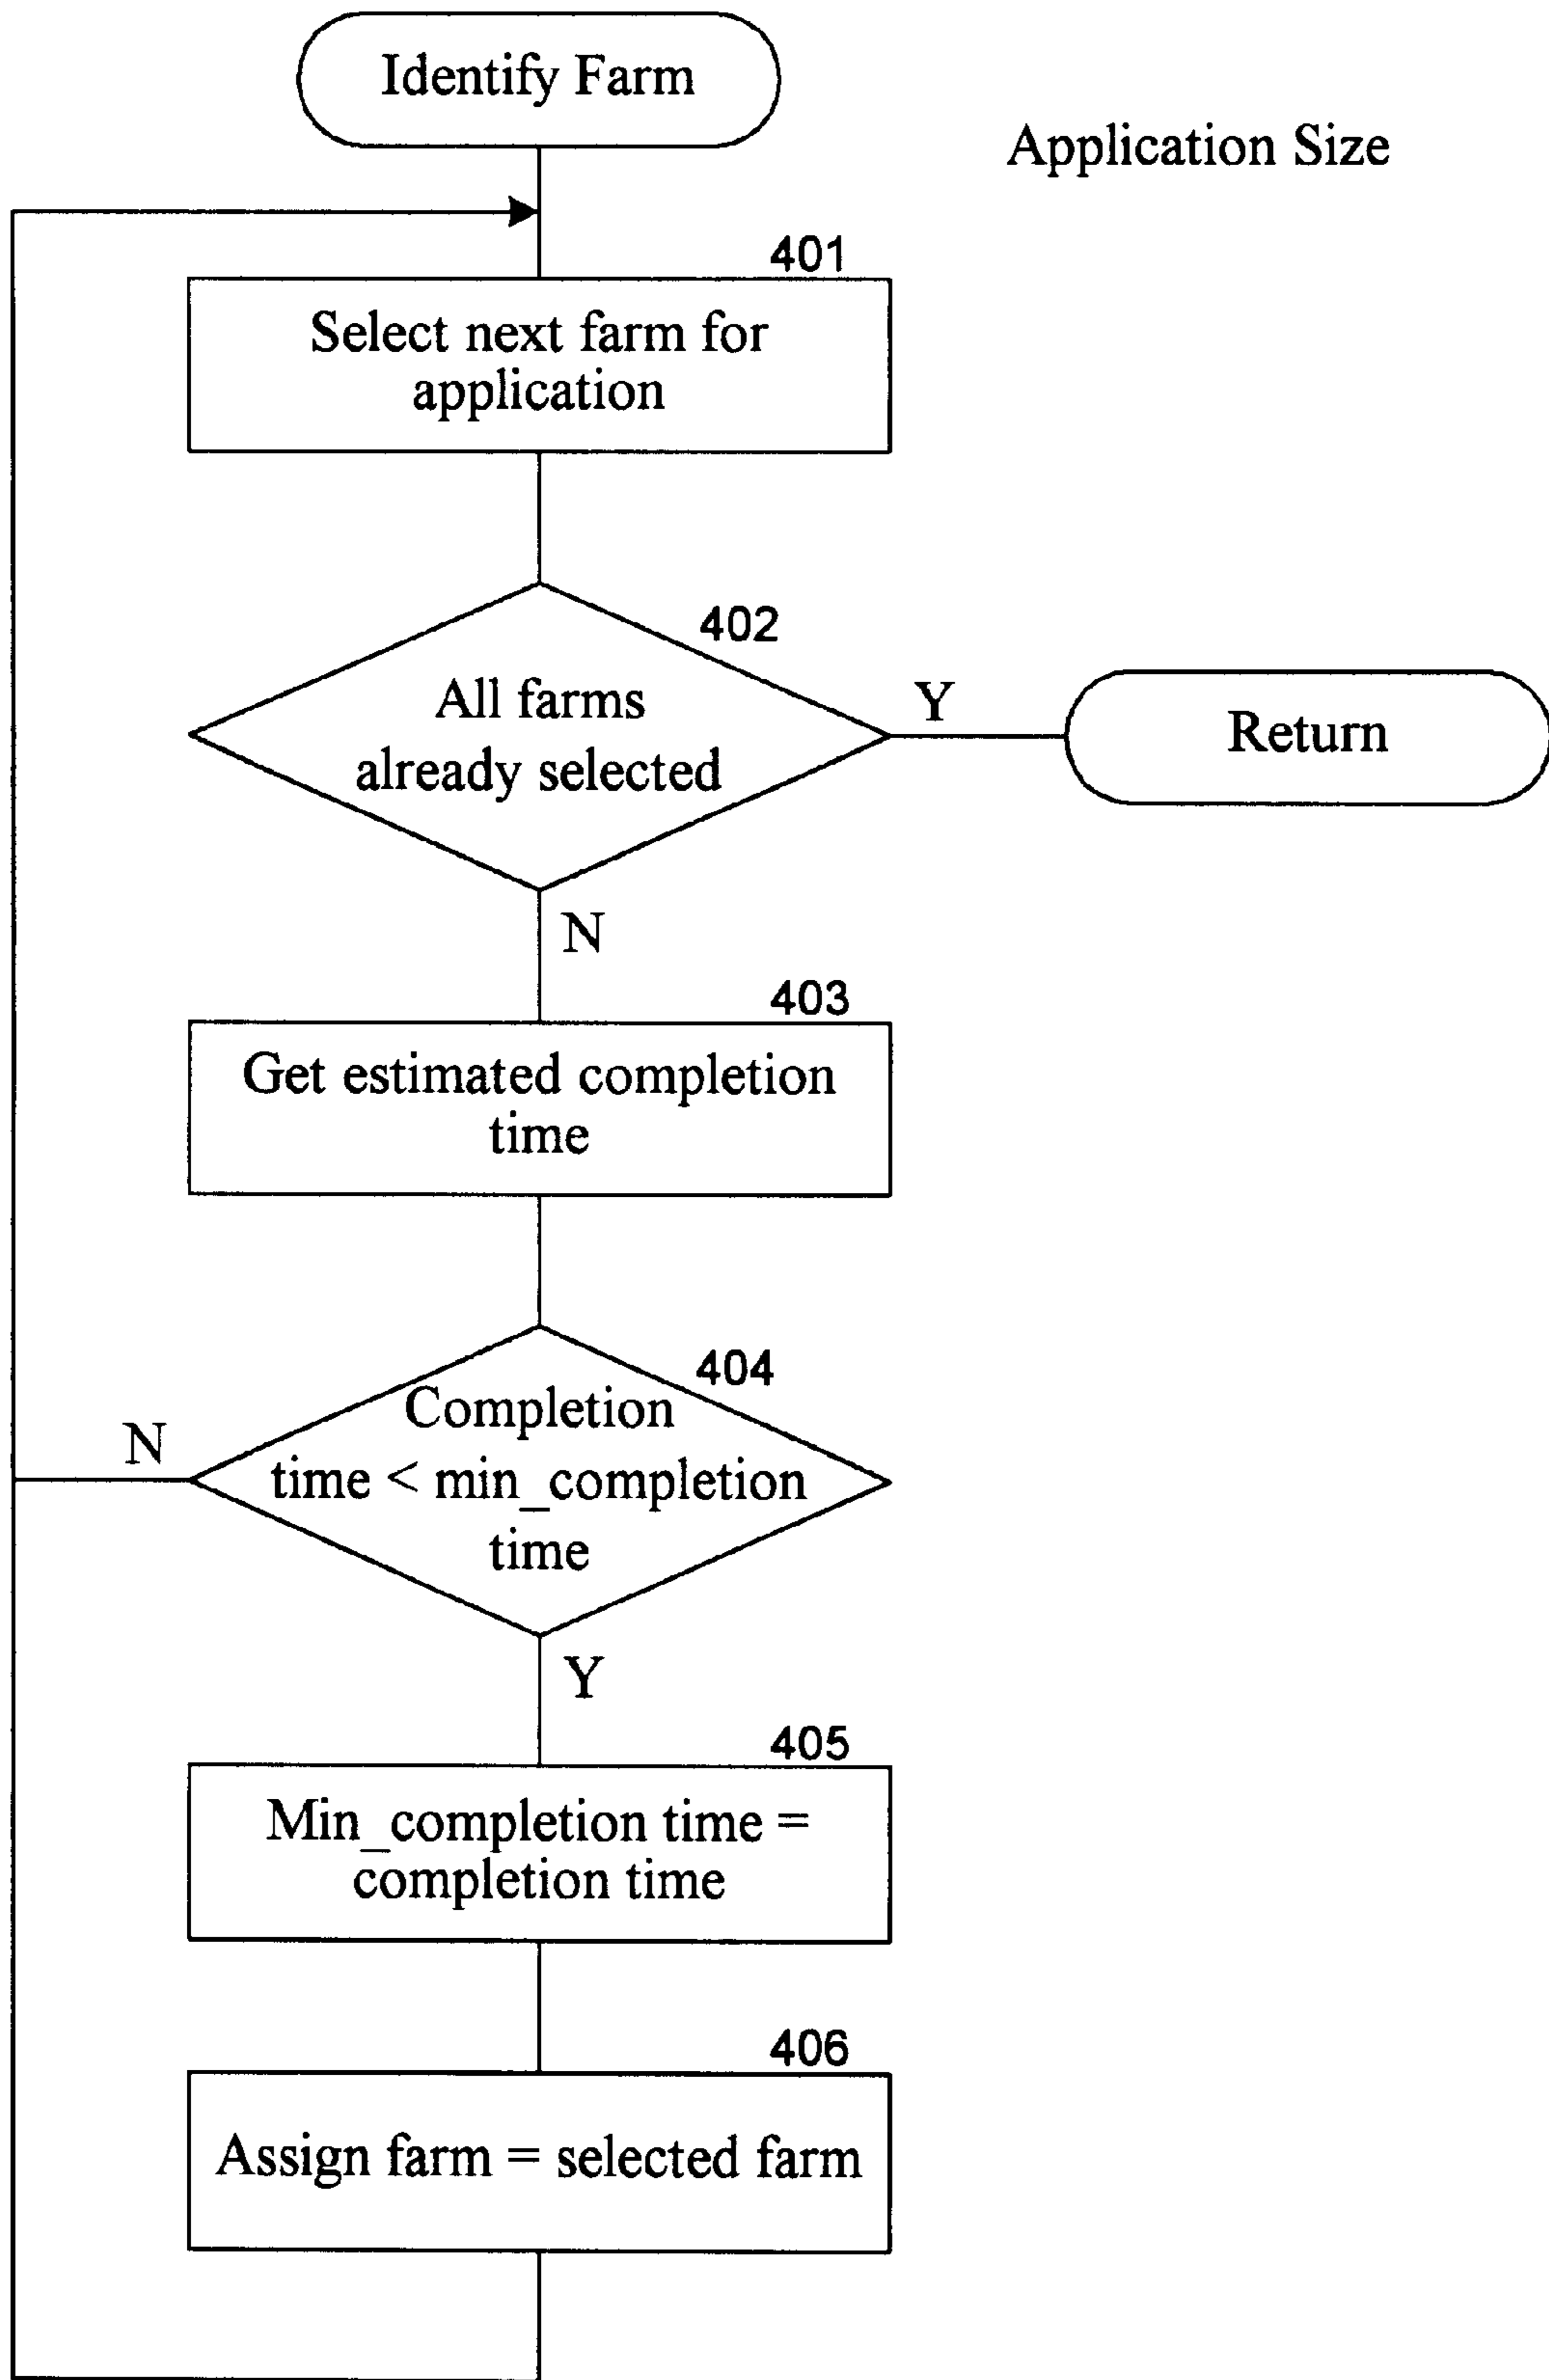 Identify Farm
Application Size
401
Select next farm for
application
402
All farms
already selected
Y
Return
N
403
Get estimated completion
time
404
Completion
time < min_completion
time
N
Y
405
Min_completion time =
completion time
406
Assign farm = selected farm